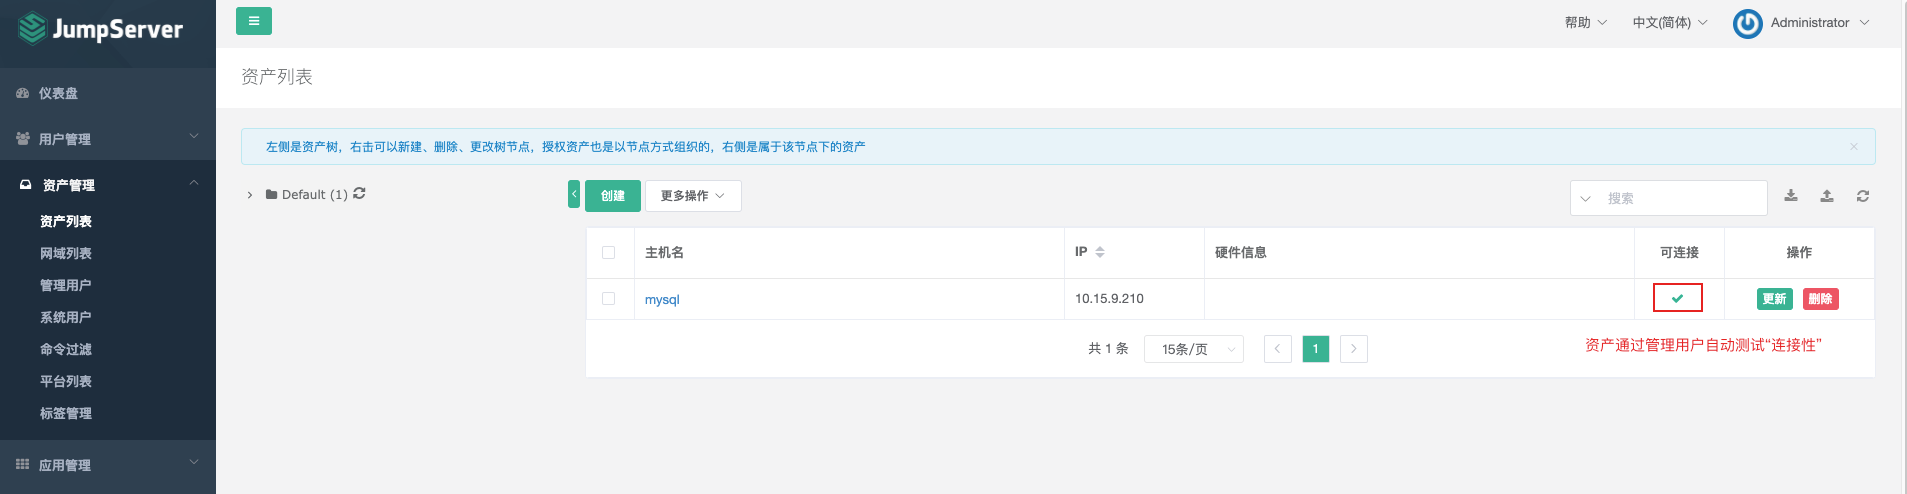 JumpServer
帮助
中文(简体)
Administrator
资产列表
仪表盘
用户管理
资产管理
资产列表
网域列表
管理用户
系统用户
命令过滤
平台列表
标签管理
应用管理
左侧是资产树，右击可以新建、删除、更改树节点，授权资产也是以节点方式组织的，右侧是属于该节点下的资产
Default (1)
创建
更多操作
搜索
主机名 IP 硬件信息 可连接 操作
mysql 10.15.9.210 更新 删除
共 1 条 15条/页 1
资产通过管理用户自动测试“连接性”